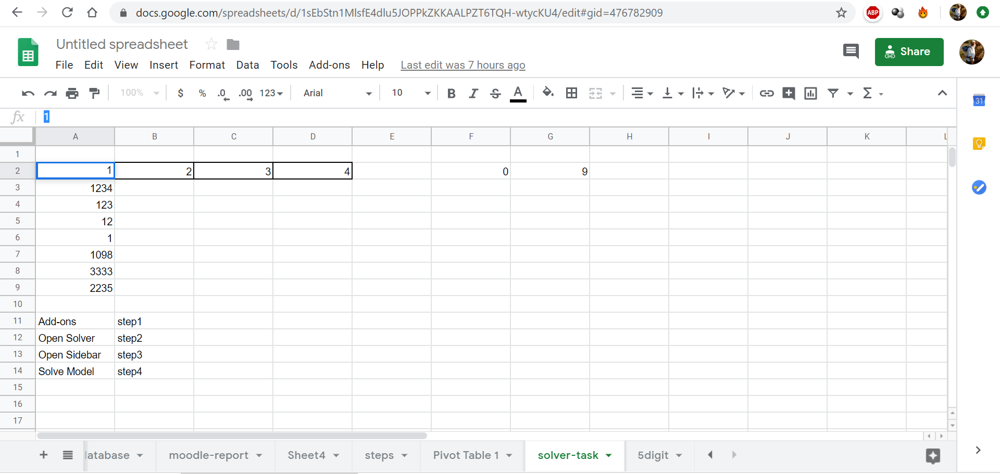 docs.google.com/spreadsheets/d/1sEbStn1MlsfE4dlu5JOPPkZKKAALPZT6TQH-wtycKU4/edit#gid=476782909
ABP
Untitled spreadsheet
File Edit View Insert Format Data Tools Add-ons Help Last edit was 7 hours ago
Share
100% $ % .0 .00 123 Arial 10 B I S A Σ
31
fx 1
A B C D E F G H I J K L
1
2 1 2 3 4 0 9
3 1234
4 123
5 12
6 1
7 1098
8 3333
9 2235
10
11 Add-ons step1
12 Open Solver step2
13 Open Sidebar step3
14 Solve Model step4
15
16
17
+ atabase moodle-report Sheet4 steps Pivot Table 1 solver-task 5digit